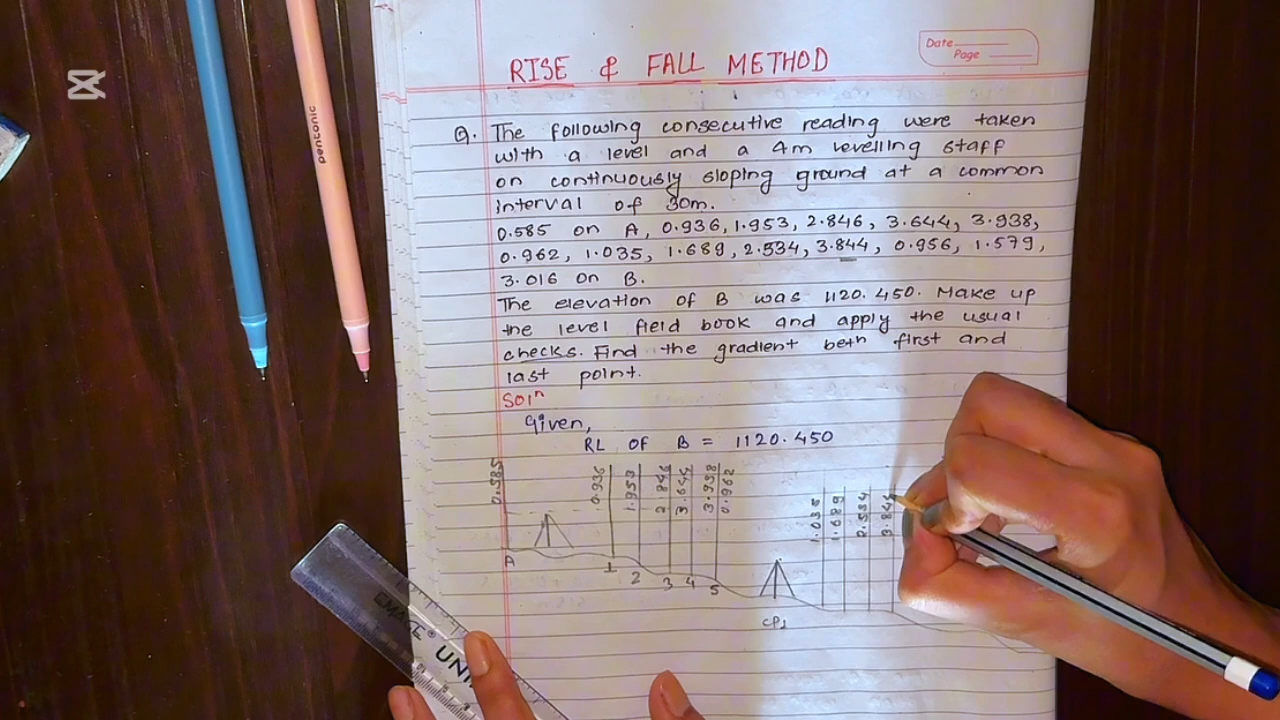 Date
Page
RISE & FALL METHOD
Q. The following consecutive reading were taken
with a level and a 4m levelling staff
on continuously sloping ground at a common
interval of 30m.
0.585 on A, 0.936, 1.953, 2.846, 3.644, 3.938,
0.962, 1.035, 1.689, 2.534, 3.844, 0.956, 1.579,
3.016 on B.
The elevation of B was 1120.450. Make up
the level field book and apply the usual
checks. Find the gradient betn first and
last point.
Soln
Given,
RL OF B = 1120.450
0.585
0.936
1.953
2.846
3.644
3.938
0.962
1.035
1.689
2.534
A
1
2
3
4
5
CP1
pentonic